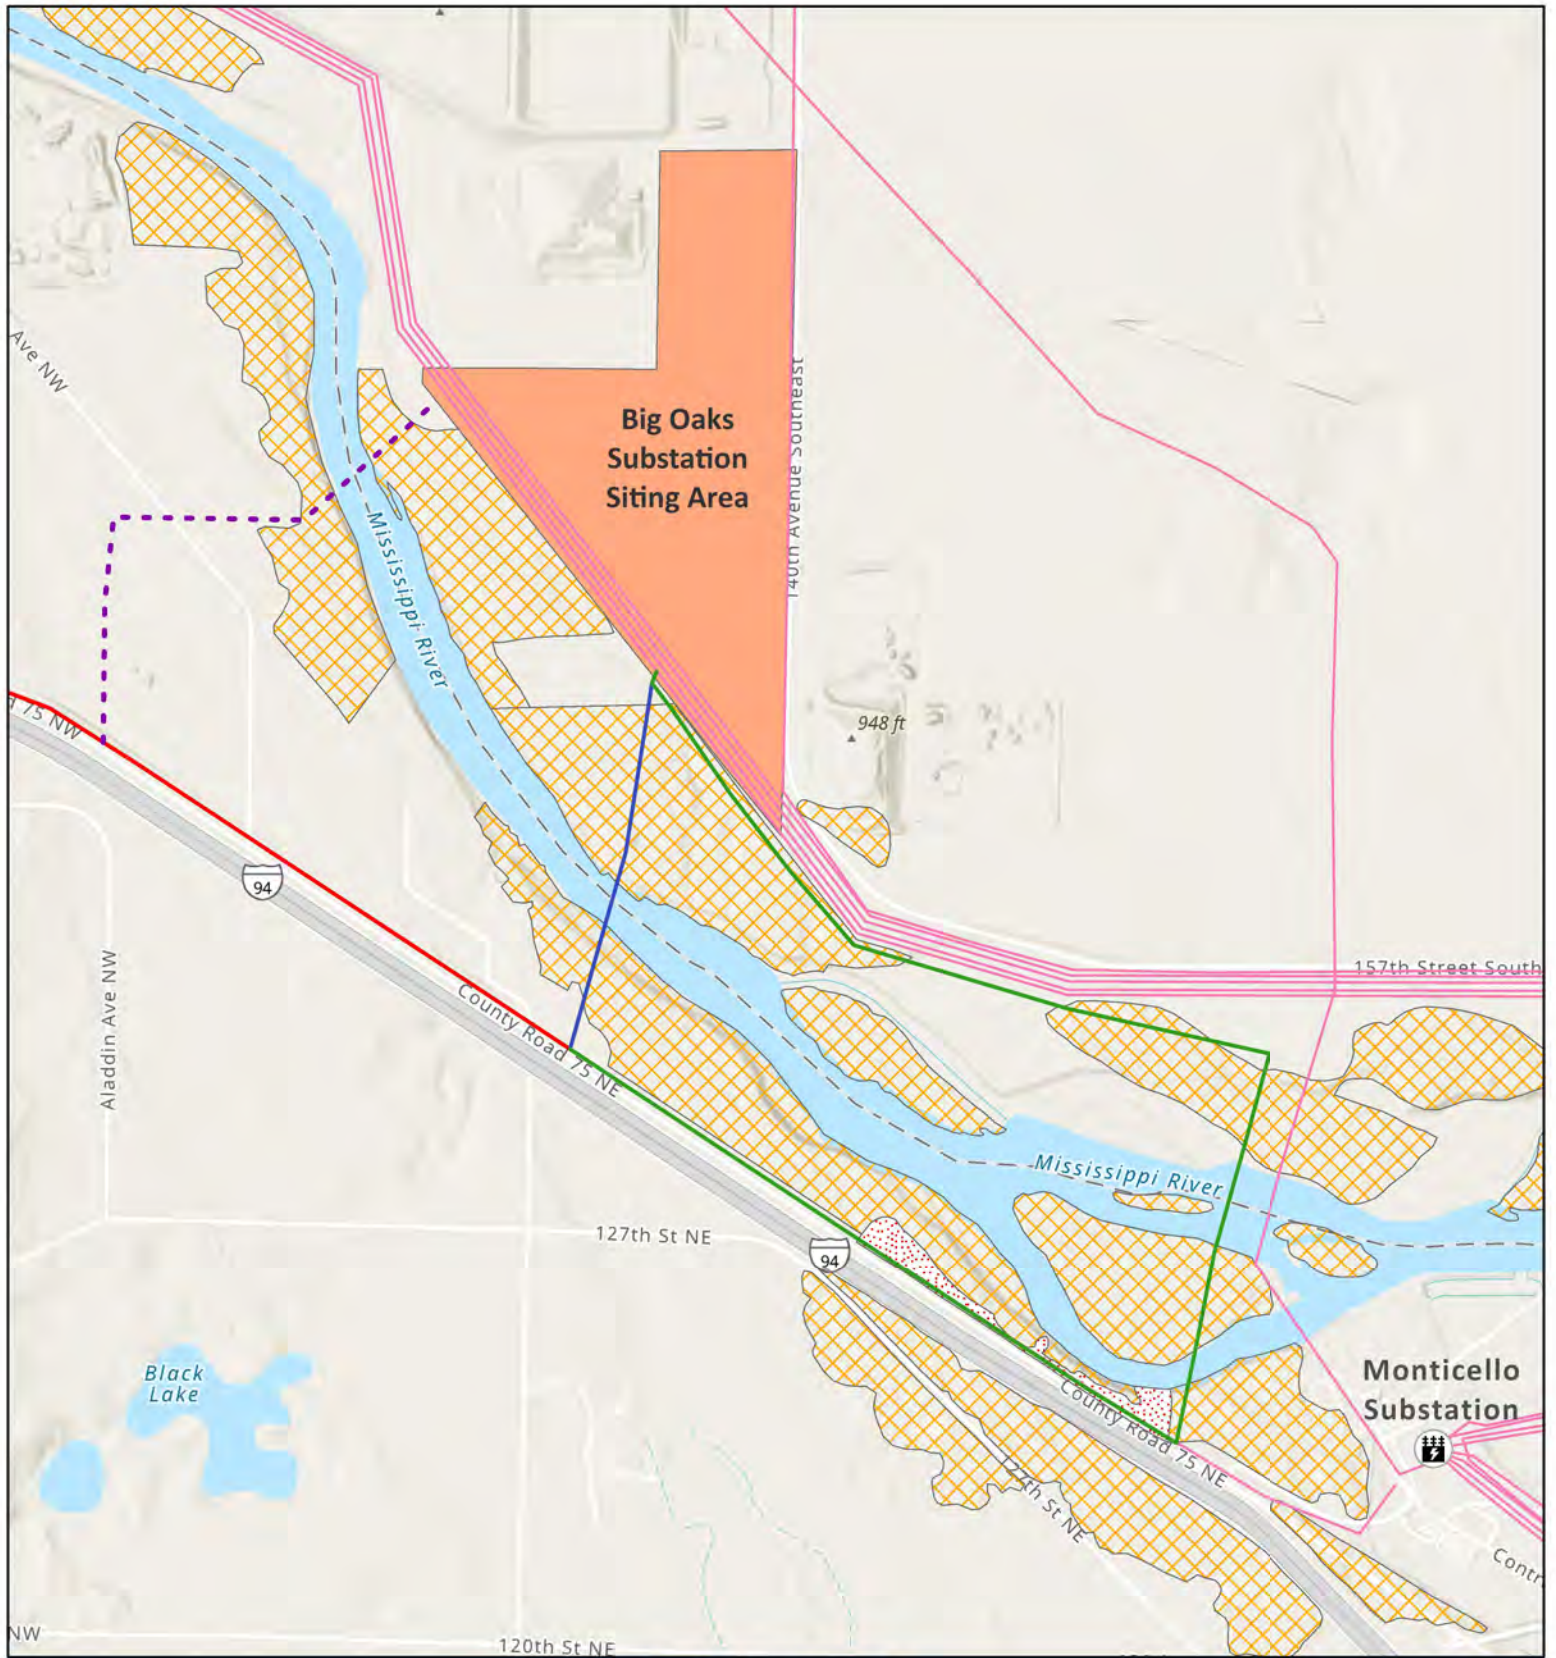 Ave NW
Big Oaks
Substation
Siting Area
140th Avenue Southeast
Mississippi River
75 NW
948 ft
94
157th Street South
County Road 75 NE
Aladdin Ave NW
Mississippi River
127th St NE
94
Black
Lake
Monticello
Substation
County Road 75 NE
127th St NE
Contr
NW
120th St NE